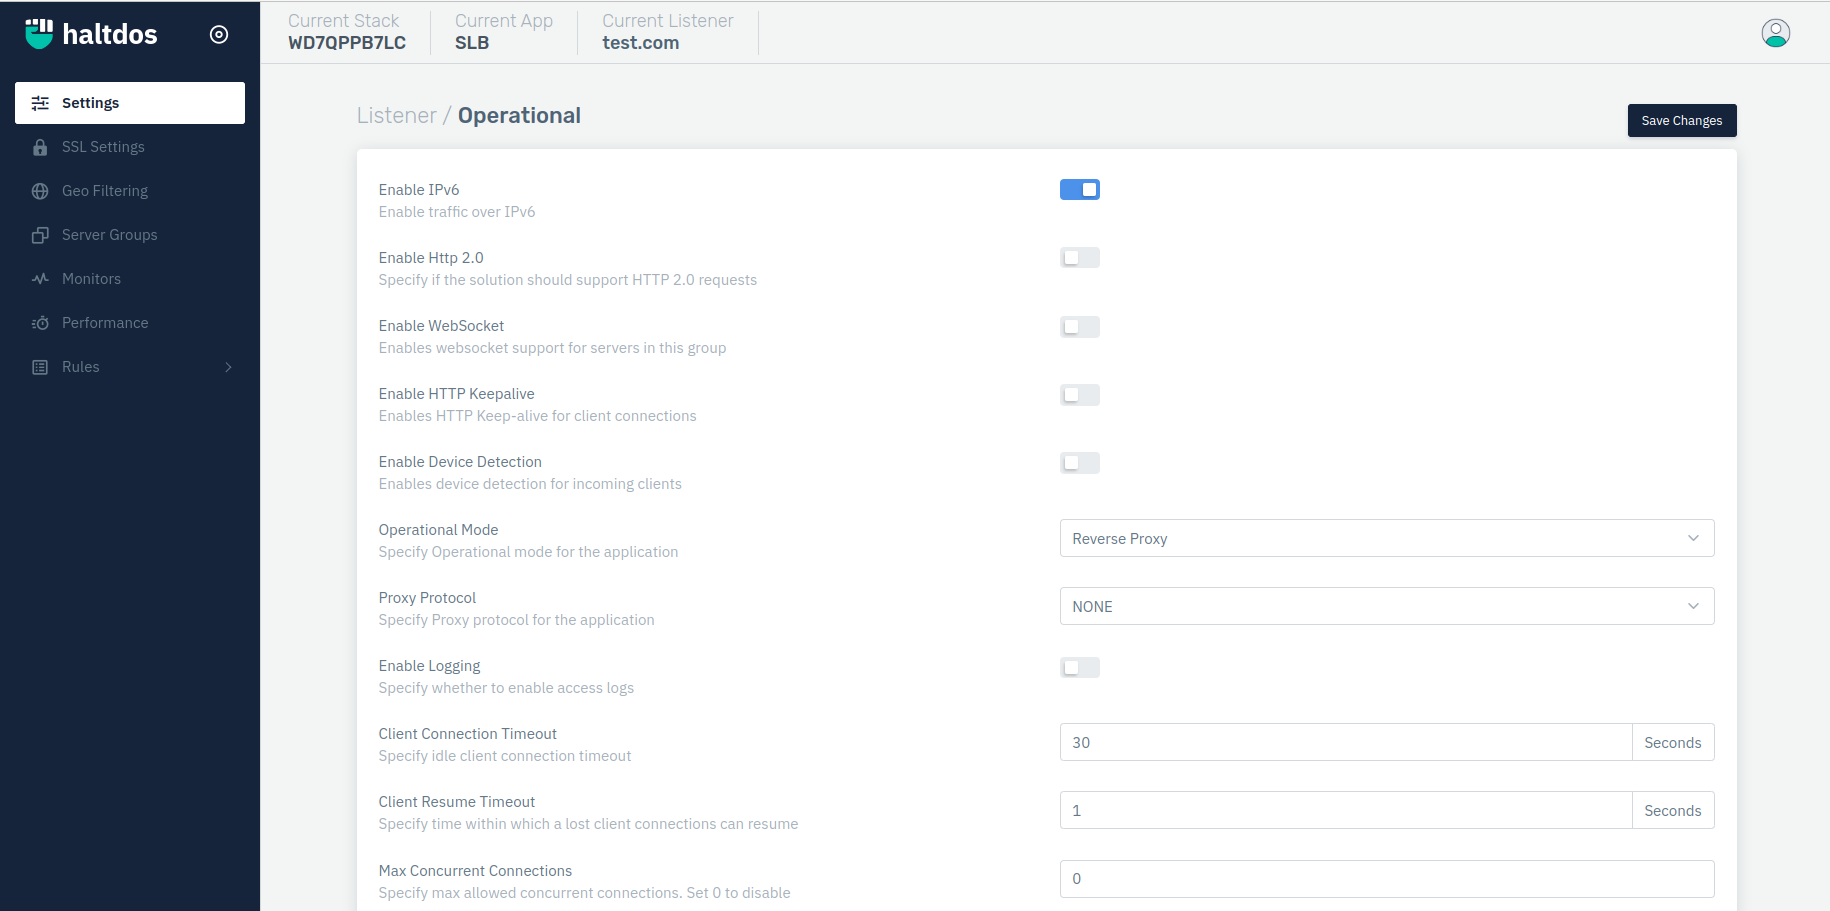 haltdos
Current Stack
WD7QPPB7LC
Current App
SLB
Current Listener
test.com
Settings
SSL Settings
Geo Filtering
Server Groups
Monitors
Performance
Rules
Listener / Operational
Save Changes
Enable IPv6
Enable traffic over IPv6
Enable Http 2.0
Specify if the solution should support HTTP 2.0 requests
Enable WebSocket
Enables websocket support for servers in this group
Enable HTTP Keepalive
Enables HTTP Keep-alive for client connections
Enable Device Detection
Enables device detection for incoming clients
Operational Mode
Specify Operational mode for the application
Reverse Proxy
Proxy Protocol
Specify Proxy protocol for the application
NONE
Enable Logging
Specify whether to enable access logs
Client Connection Timeout
Specify idle client connection timeout
30 Seconds
Client Resume Timeout
Specify time within which a lost client connections can resume
1 Seconds
Max Concurrent Connections
Specify max allowed concurrent connections. Set 0 to disable
0